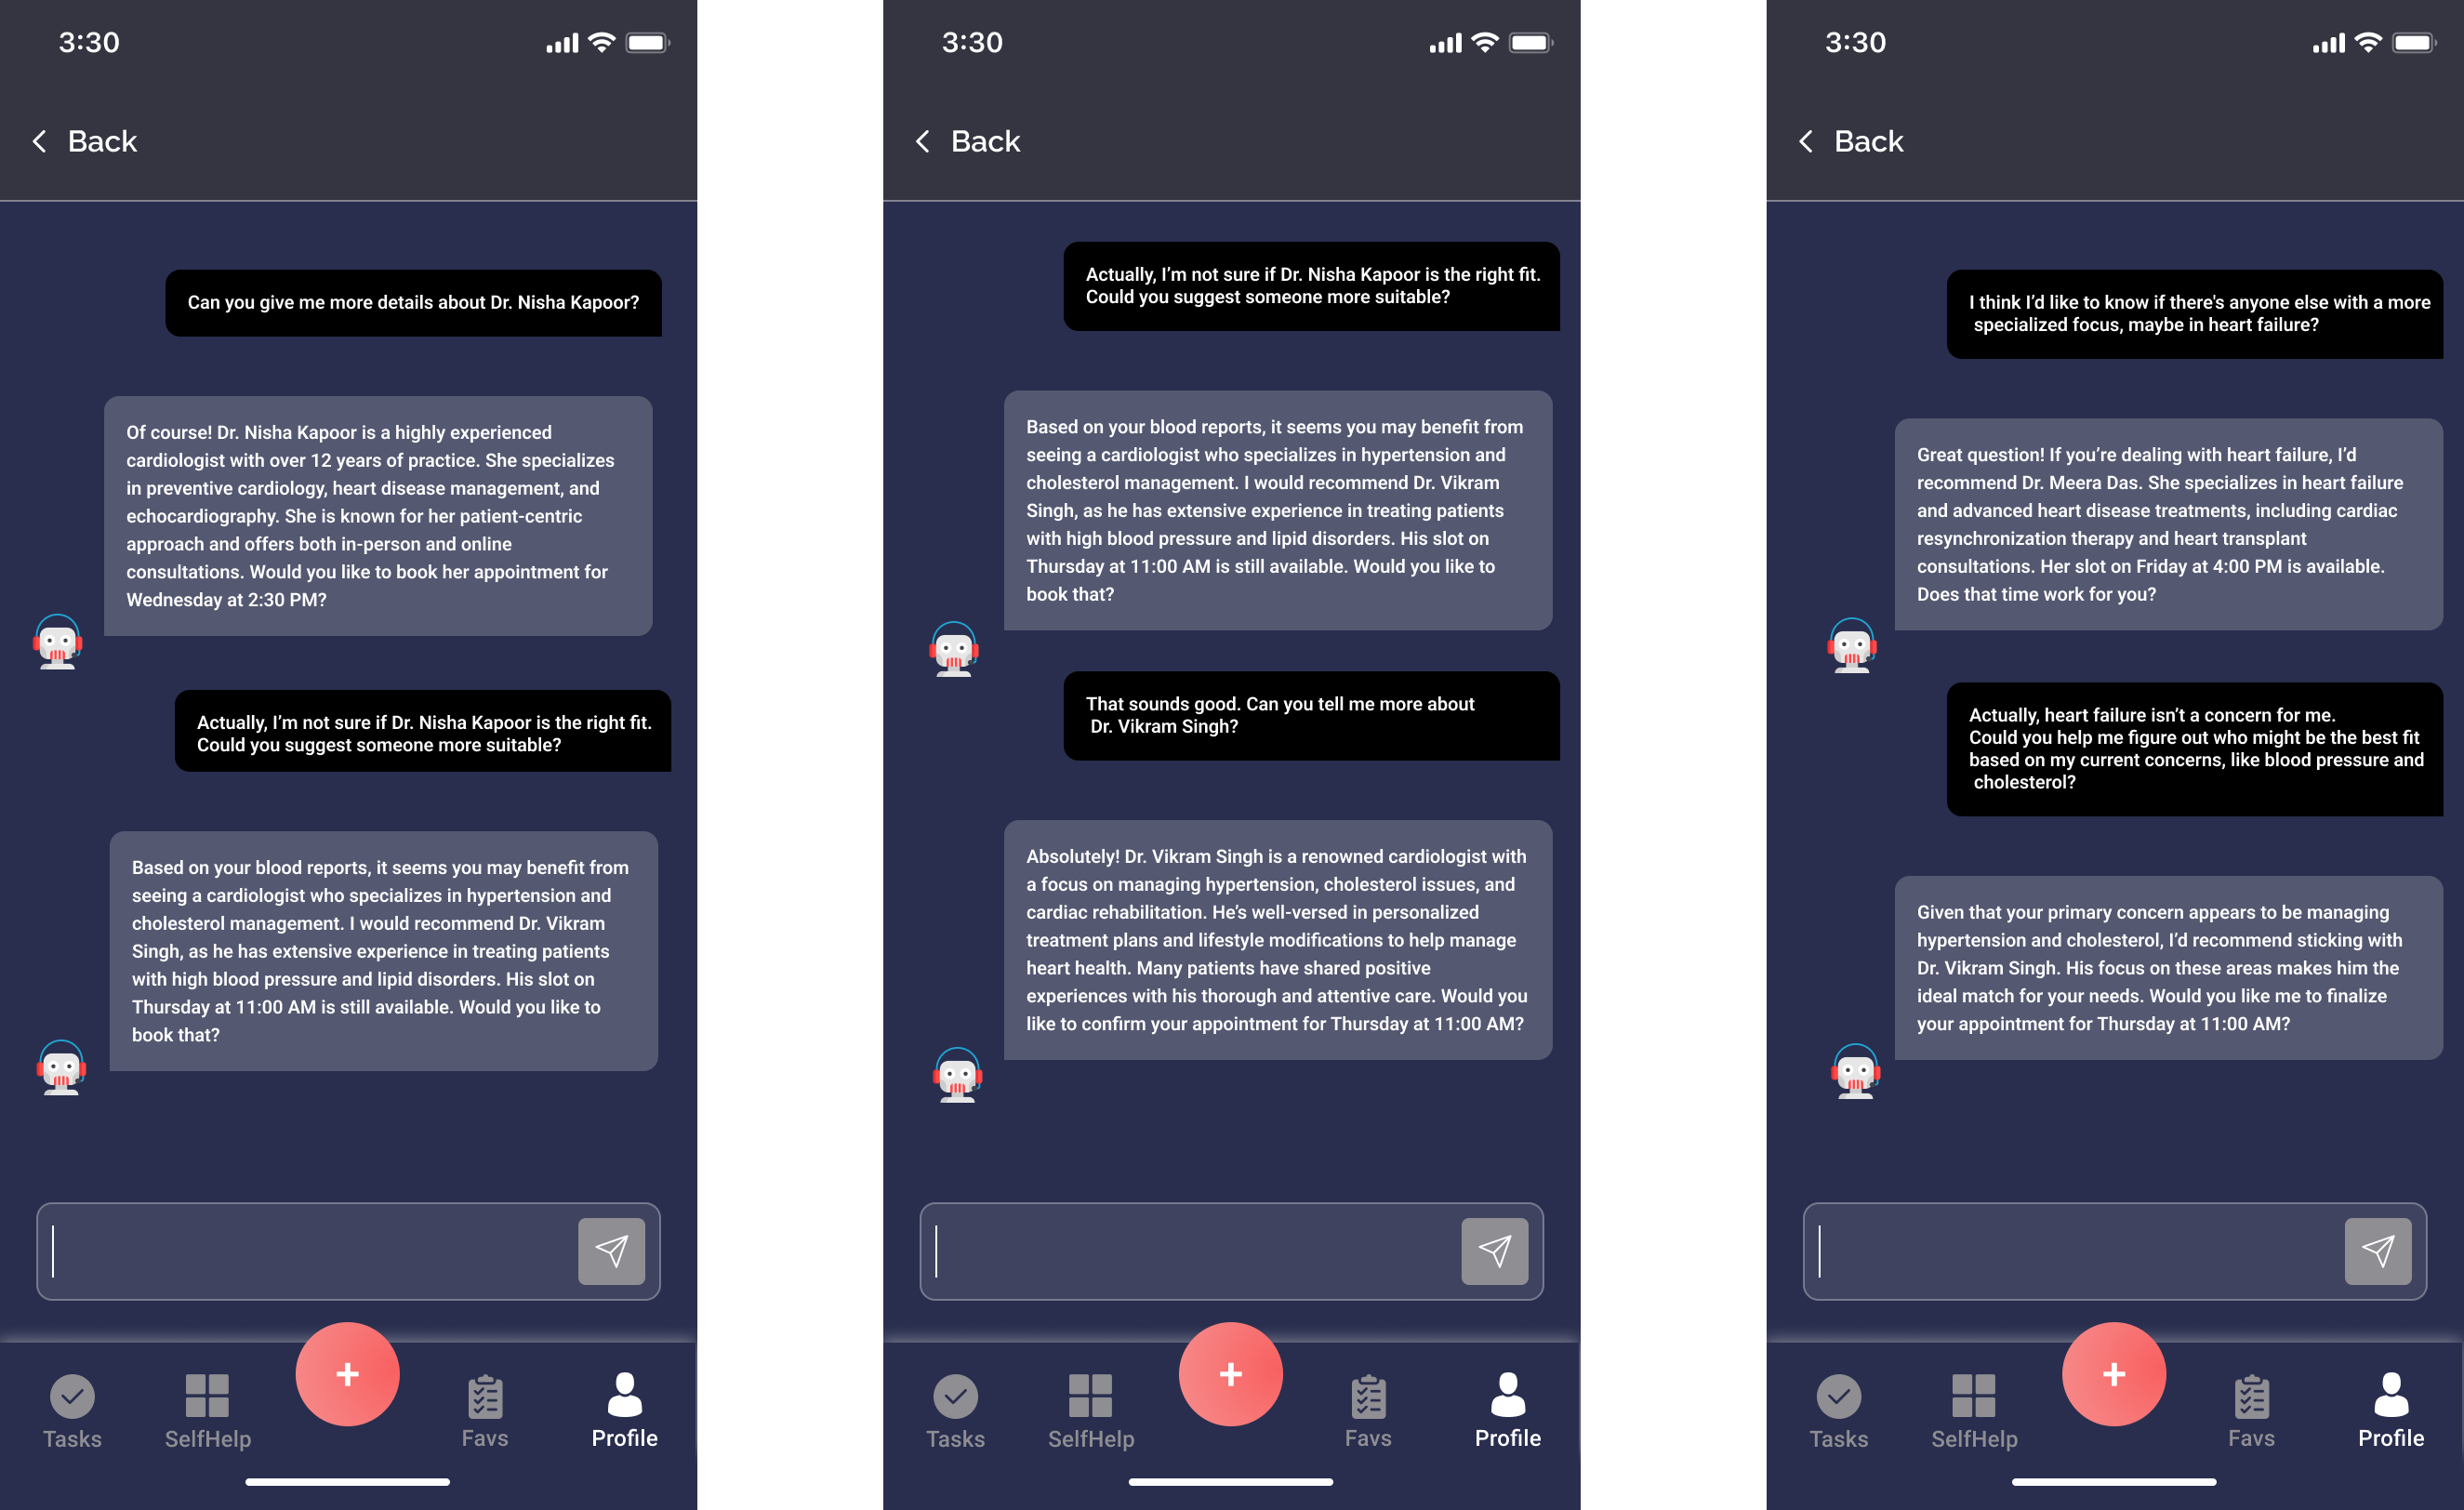 3:30
Back
Can you give me more details about Dr. Nisha Kapoor?
Of course! Dr. Nisha Kapoor is a highly experienced
cardiologist with over 12 years of practice. She specializes
in preventive cardiology, heart disease management, and
echocardiography. She is known for her patient-centric
approach and offers both in-person and online
consultations. Would you like to book her appointment for
Wednesday at 2:30 PM?
Actually, I’m not sure if Dr. Nisha Kapoor is the right fit.
Could you suggest someone more suitable?
Based on your blood reports, it seems you may benefit from
seeing a cardiologist who specializes in hypertension and
cholesterol management. I would recommend Dr. Vikram
Singh, as he has extensive experience in treating patients
with high blood pressure and lipid disorders. His slot on
Thursday at 11:00 AM is still available. Would you like to
book that?
Tasks
SelfHelp
+
Favs
Profile
3:30
Back
Actually, I’m not sure if Dr. Nisha Kapoor is the right fit.
Could you suggest someone more suitable?
Based on your blood reports, it seems you may benefit from
seeing a cardiologist who specializes in hypertension and
cholesterol management. I would recommend Dr. Vikram
Singh, as he has extensive experience in treating patients
with high blood pressure and lipid disorders. His slot on
Thursday at 11:00 AM is still available. Would you like to
book that?
That sounds good. Can you tell me more about
Dr. Vikram Singh?
Absolutely! Dr. Vikram Singh is a renowned cardiologist with
a focus on managing hypertension, cholesterol issues, and
cardiac rehabilitation. He’s well-versed in personalized
treatment plans and lifestyle modifications to help manage
heart health. Many patients have shared positive
experiences with his thorough and attentive care. Would you
like to confirm your appointment for Thursday at 11:00 AM?
Tasks
SelfHelp
+
Favs
Profile
3:30
Back
I think I’d like to know if there's anyone else with a more
specialized focus, maybe in heart failure?
Great question! If you’re dealing with heart failure, I’d
recommend Dr. Meera Das. She specializes in heart failure
and advanced heart disease treatments, including cardiac
resynchronization therapy and heart transplant
consultations. Her slot on Friday at 4:00 PM is available.
Does that time work for you?
Actually, heart failure isn’t a concern for me.
Could you help me figure out who might be the best fit
based on my current concerns, like blood pressure and
cholesterol?
Given that your primary concern appears to be managing
hypertension and cholesterol, I’d recommend sticking with
Dr. Vikram Singh. His focus on these areas makes him the
ideal match for your needs. Would you like me to finalize
your appointment for Thursday at 11:00 AM?
Tasks
SelfHelp
+
Favs
Profile